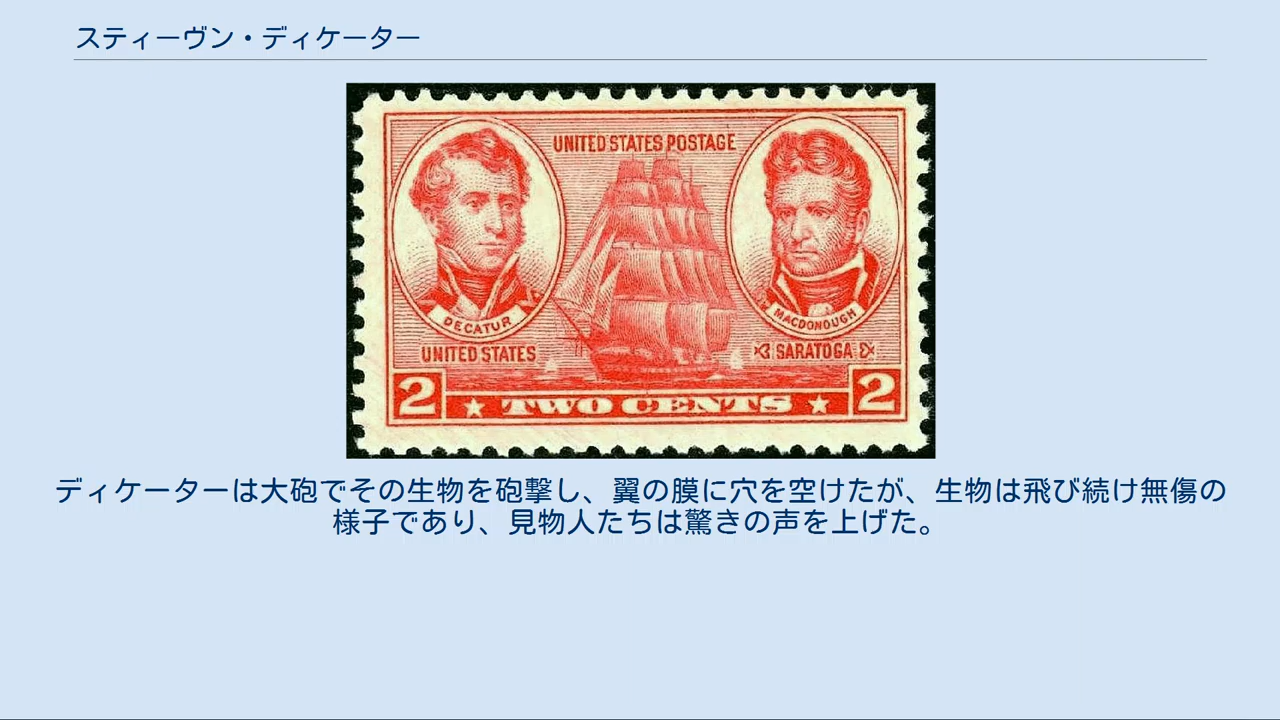 スティーヴン・ディケーター
UNITED STATES POSTAGE
DECATUR
MACDONOUGH
UNITED STATES
SARATOGA
2
TWO CENTS
2
ディケーターは大砲でその生物を砲撃し、翼の膜に穴を空けたが、生物は飛び続け無傷の
様子であり、見物人たちは驚きの声を上げた。